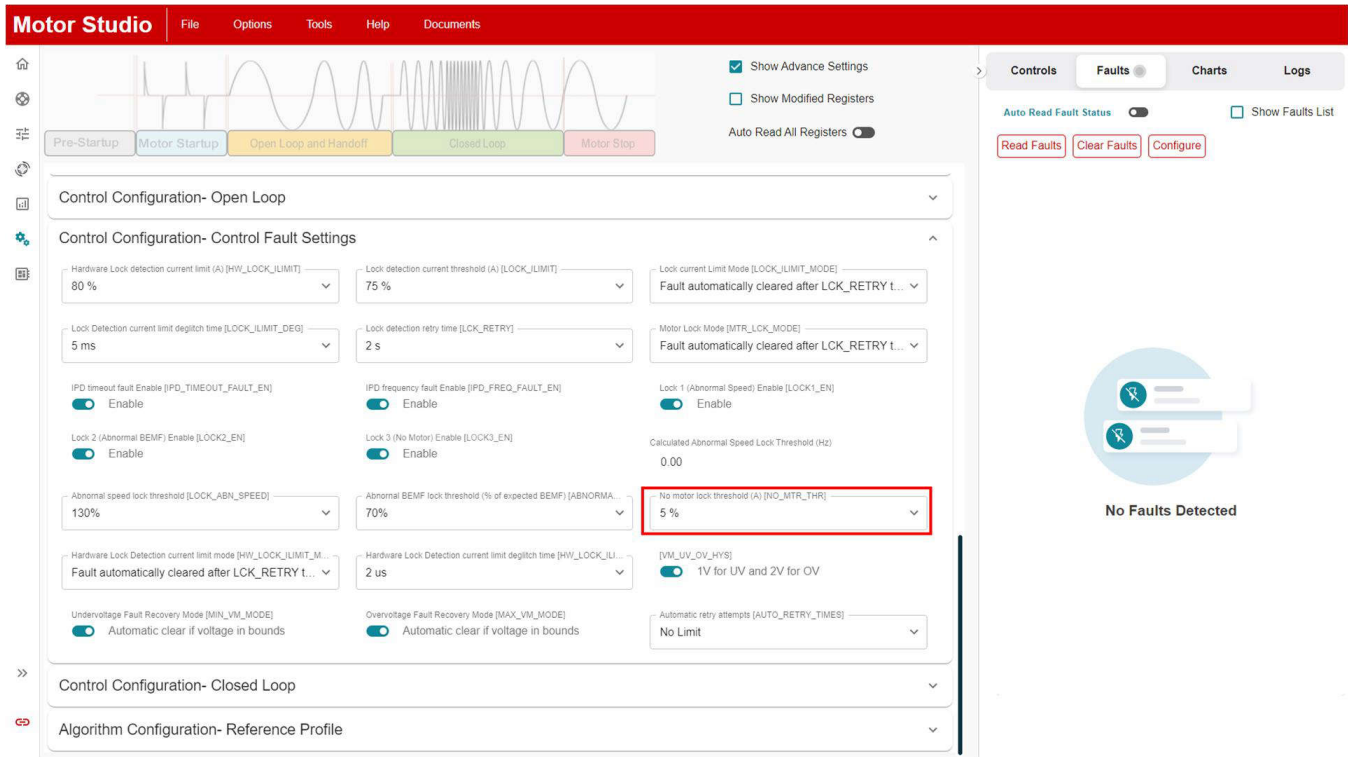 Motor Studio File Options Tools Help Documents
Show Advance Settings
Show Modified Registers
Auto Read All Registers
Pre-Startup Motor Startup Open Loop and Handoff Closed Loop Motor Stop
Controls Faults Charts Logs
Auto Read Fault Status Show Faults List
Read Faults Clear Faults Configure
Control Configuration- Open Loop
Control Configuration- Control Fault Settings
Hardware Lock detection current limit (A) [HW_LOCK_ILIMIT] Lock detection current threshold (A) [LOCK_ILIMIT] Lock current Limit Mode [LOCK_ILIMIT_MODE]
80 % 75 % Fault automatically cleared after LCK_RETRY t...
Lock Detection current limit deglitch time [LOCK_ILIMIT_DEG] Lock detection retry time [LCK_RETRY] Motor Lock Mode [MTR_LCK_MODE]
5 ms 2 s Fault automatically cleared after LCK_RETRY t...
IPD timeout fault Enable [IPD_TIMEOUT_FAULT_EN] IPD frequency fault Enable [IPD_FREQ_FAULT_EN] Lock 1 (Abnormal Speed) Enable [LOCK1_EN]
Enable Enable Enable
Lock 2 (Abnormal BEMF) Enable [LOCK2_EN] Lock 3 (No Motor) Enable [LOCK3_EN] Calculated Abnormal Speed Lock Threshold (Hz)
Enable Enable 0.00
Abnormal speed lock threshold [LOCK_ABN_SPEED] Abnormal BEMF lock threshold (% of expected BEMF) [ABNORMA... No motor lock threshold (A) [NO_MTR_THR]
130% 70% 5 %
Hardware Lock Detection current limit mode [HW_LOCK_ILIMIT_M... Hardware Lock Detection current limit deglitch time [HW_LOCK_ILI... [VM_UV_OV_HYS]
Fault automatically cleared after LCK_RETRY t... 2 us 1V for UV and 2V for OV
Undervoltage Fault Recovery Mode [MIN_VM_MODE] Overvoltage Fault Recovery Mode [MAX_VM_MODE] Automatic retry attempts [AUTO_RETRY_TIMES]
Automatic clear if voltage in bounds Automatic clear if voltage in bounds No Limit
Control Configuration- Closed Loop
Algorithm Configuration- Reference Profile
No Faults Detected